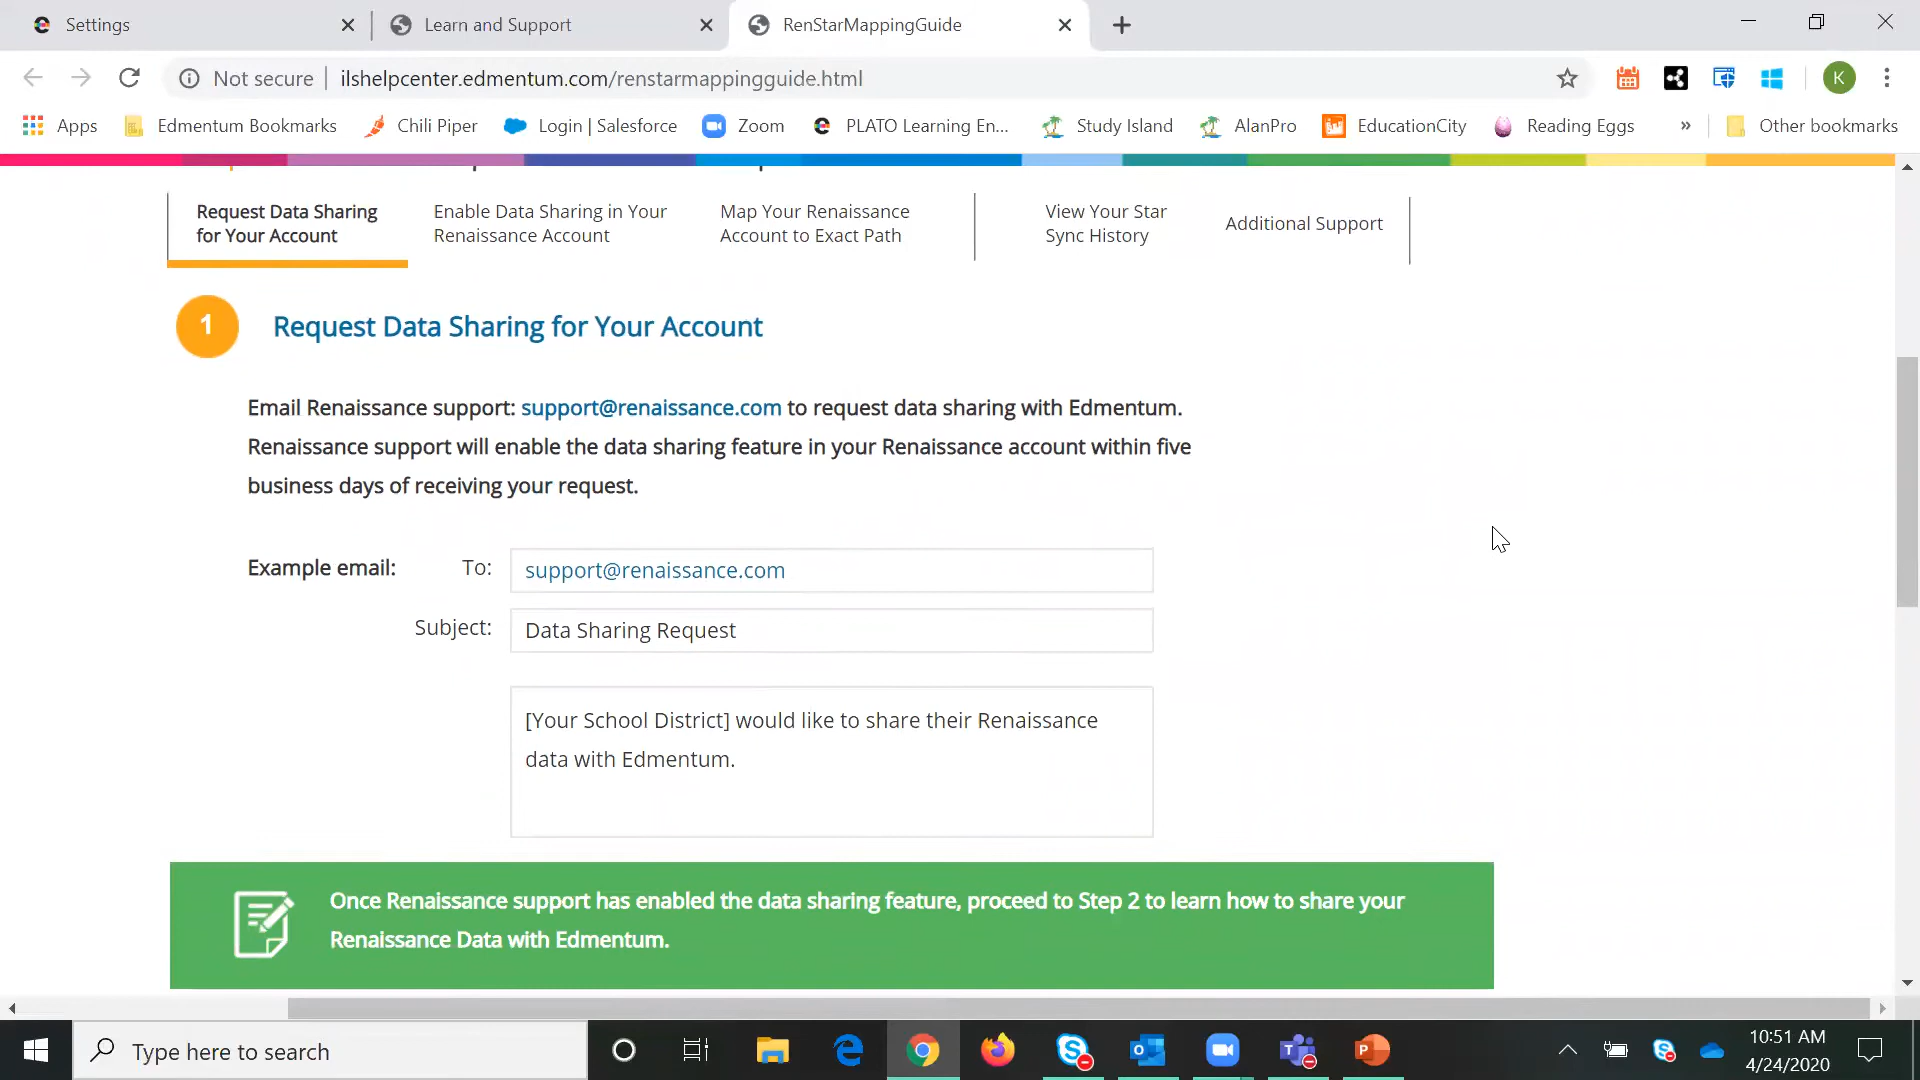 Settings
Learn and Support
RenStarMappingGuide
Not secure
ilshelpcenter.edmentum.com/renstarmappingguide.html
K
Apps
Edmentum Bookmarks
Chili Piper
Login | Salesforce
Zoom
PLATO Learning En...
Study Island
AlanPro
EducationCity
Reading Eggs
»
Other bookmarks
Request Data Sharing
for Your Account
Enable Data Sharing in Your
Renaissance Account
Map Your Renaissance
Account to Exact Path
View Your Star
Sync History
Additional Support
1
Request Data Sharing for Your Account
Email Renaissance support: support@renaissance.com to request data sharing with Edmentum.
Renaissance support will enable the data sharing feature in your Renaissance account within five
business days of receiving your request.
Example email:
To:
support@renaissance.com
Subject:
Data Sharing Request
[Your School District] would like to share their Renaissance
data with Edmentum.
Once Renaissance support has enabled the data sharing feature, proceed to Step 2 to learn how to share your
Renaissance Data with Edmentum.
Type here to search
10:51 AM
4/24/2020